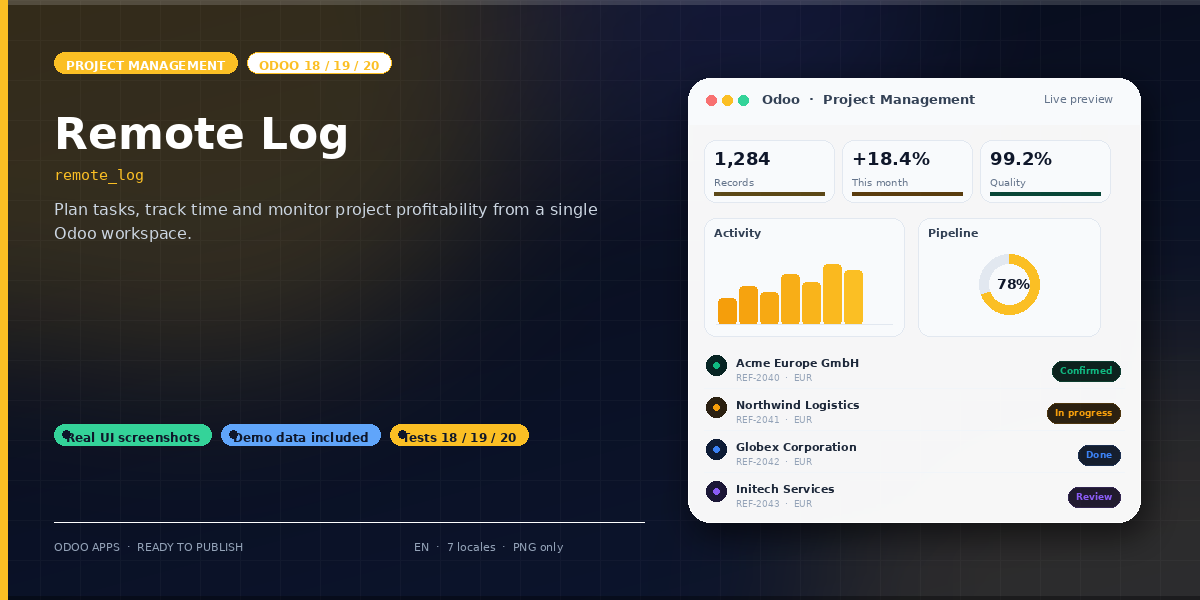 PROJECT MANAGEMENT
ODOO 18 / 19 / 20
Remote Log
remote_log
Plan tasks, track time and monitor project profitability from a single
Odoo workspace.
Real UI screenshots
Demo data included
Tests 18 / 19 / 20
ODOO APPS · READY TO PUBLISH
EN · 7 locales · PNG only
Odoo · Project Management
Live preview
1,284
Records
+18.4%
This month
99.2%
Quality
Activity
Pipeline
78%
Acme Europe GmbH
REF-2040 · EUR
Confirmed
Northwind Logistics
REF-2041 · EUR
In progress
Globex Corporation
REF-2042 · EUR
Done
Initech Services
REF-2043 · EUR
Review